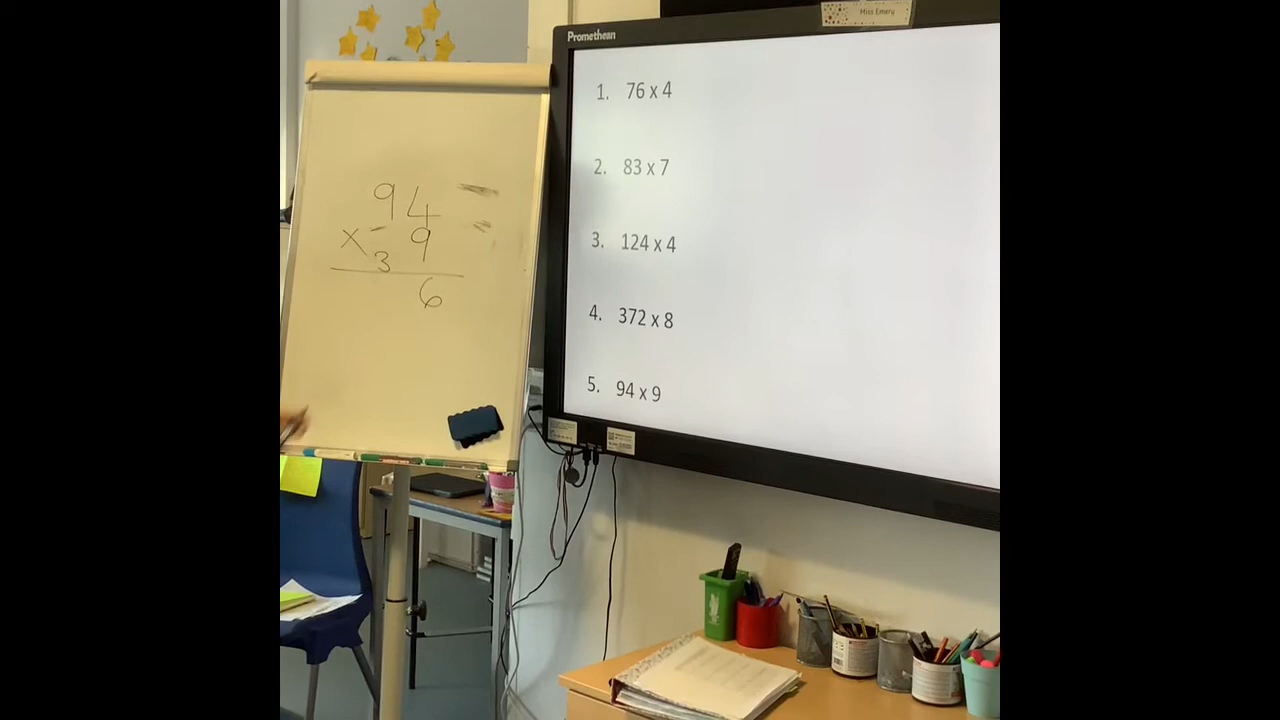 Miss Emery
Promethean
1. 76 x 4
2. 83 x 7
3. 124 x 4
4. 372 x 8
5. 94 x 9
94
x 9
3
6